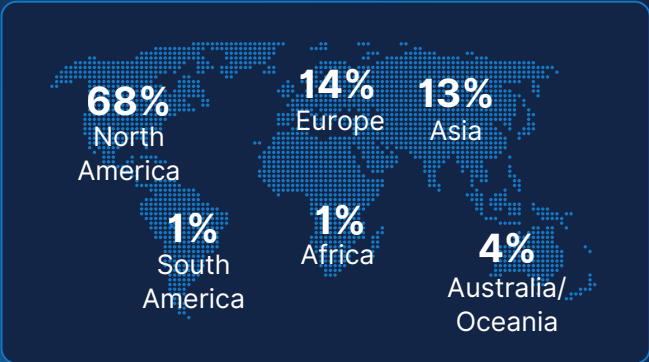 68%
North
America
14%
Europe
13%
Asia
1%
South
America
1%
Africa
4%
Australia/
Oceania